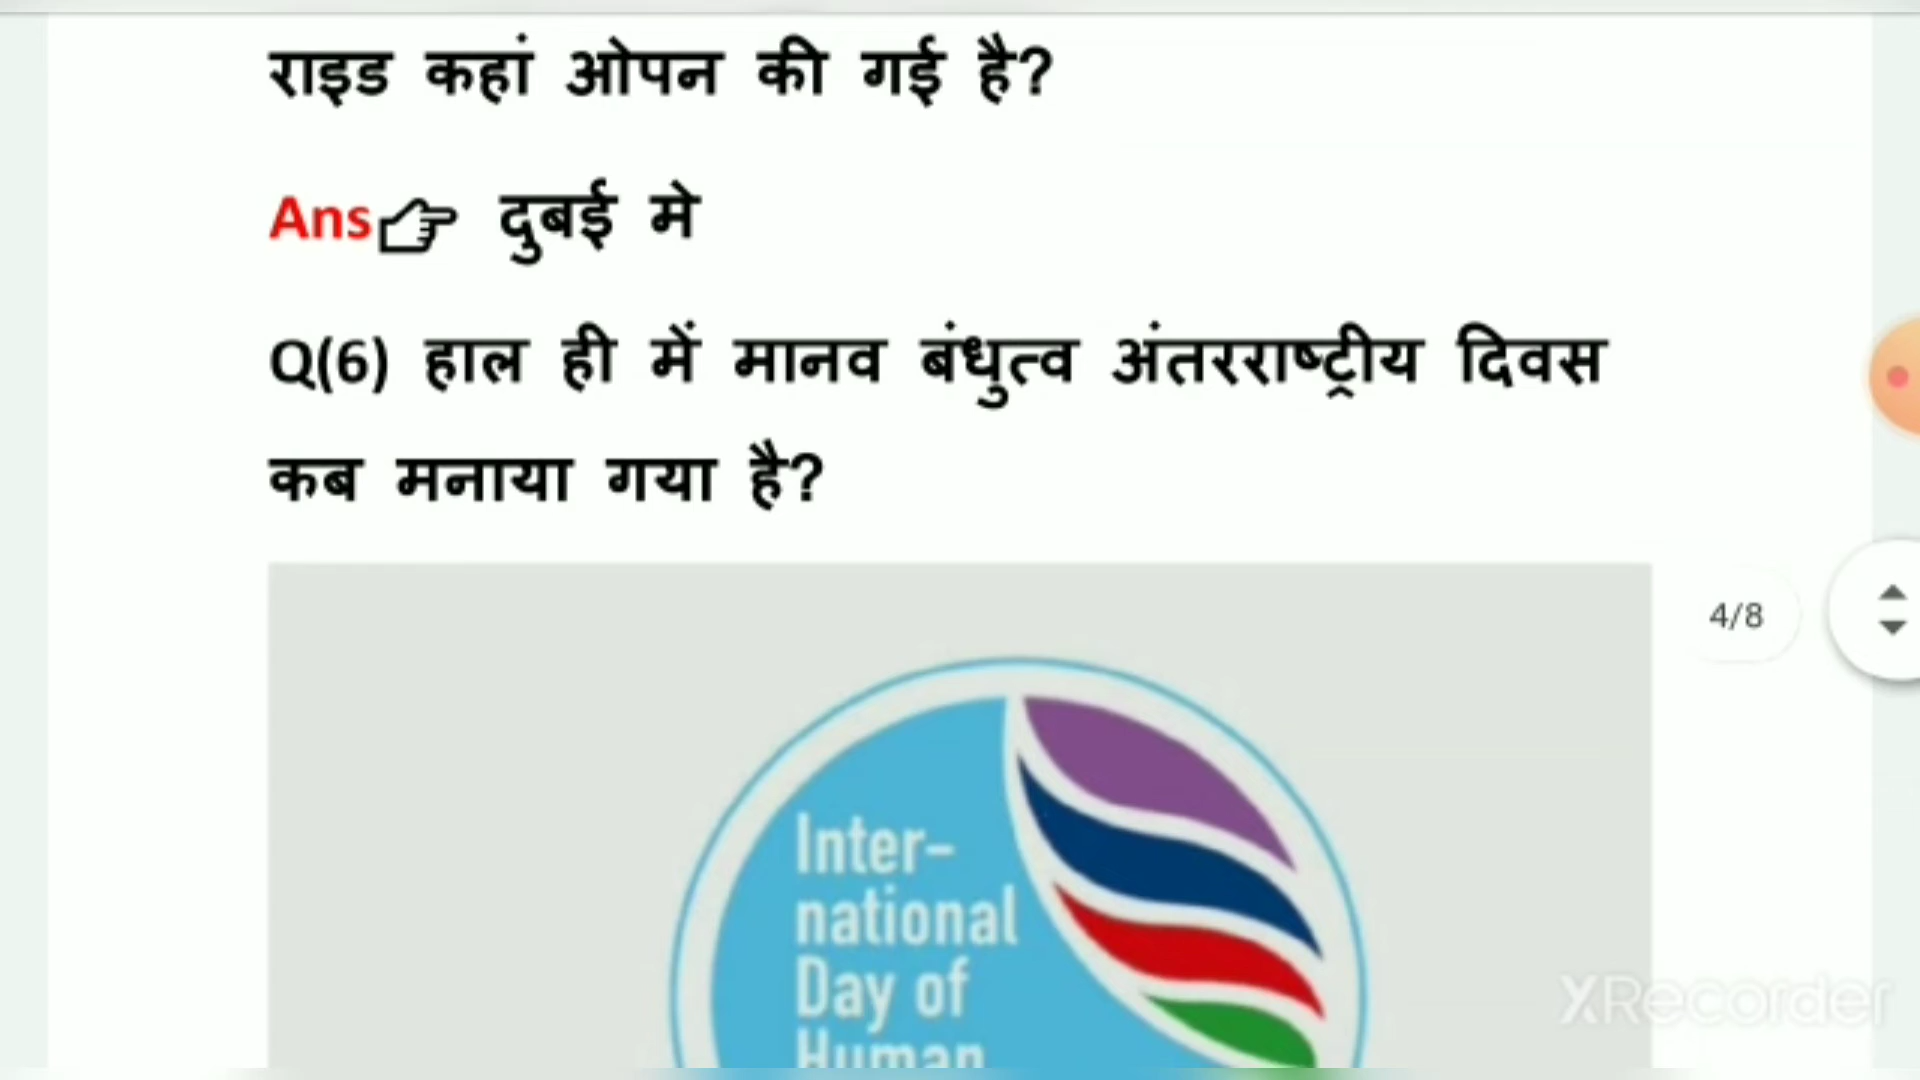 राइड कहां ओपन की गई है?
Ans👉 दुबई मे
Q(6) हाल ही में मानव बंधुत्व अंतरराष्ट्रीय दिवस
कब मनाया गया है?
4/8
Inter-
national
Day of
Human
XRecorder